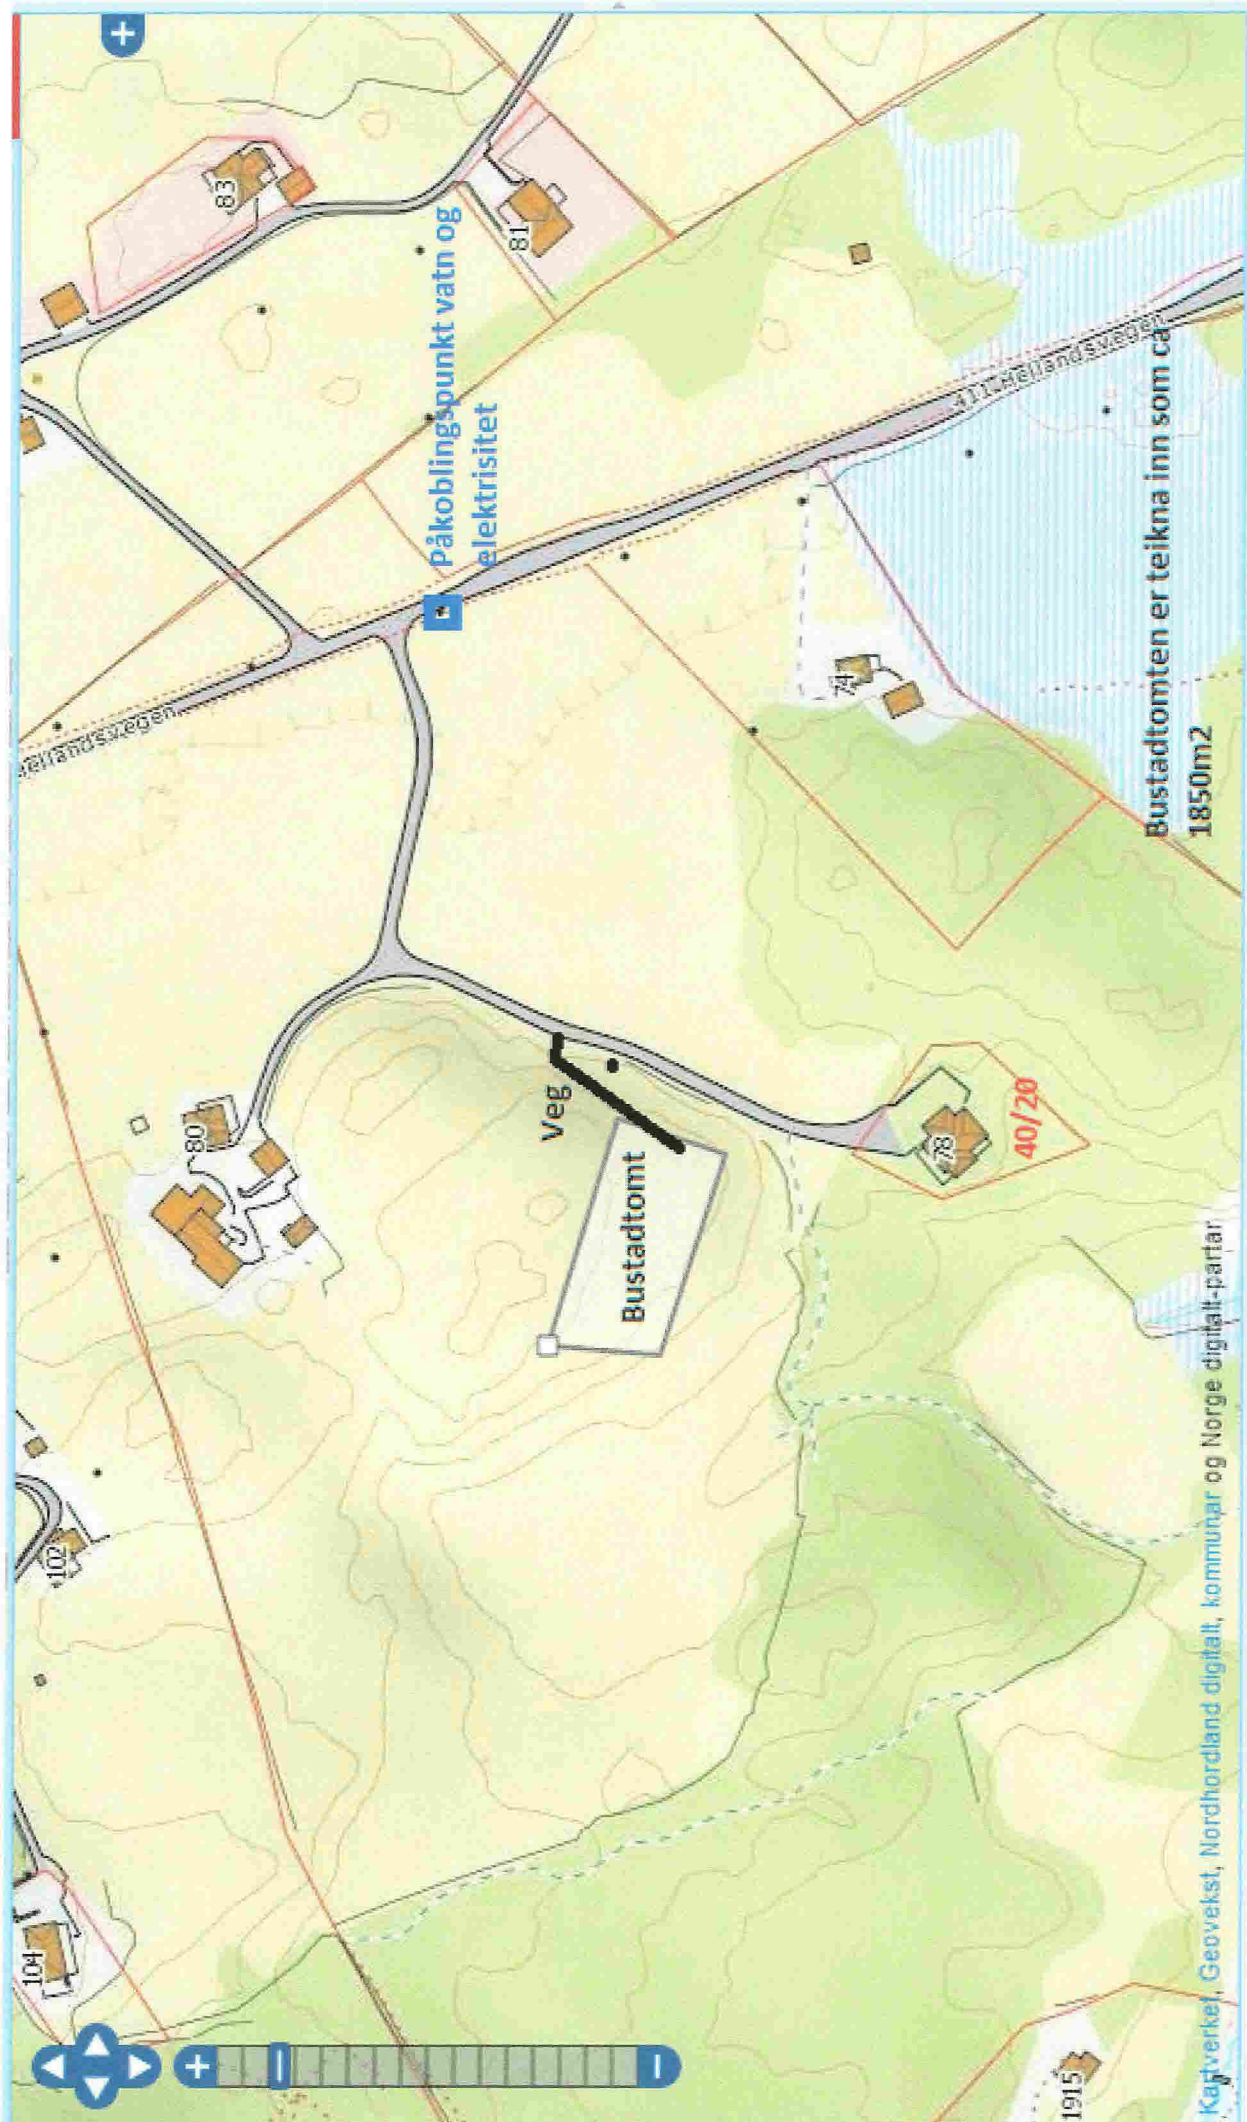 104
102
80
83
81
Hellandsvegen
Påkoblingspunkt vatn og
elektrisitet
Veg
Bustadtomt
411 Hellandsvegen
74
78
40/20
Bustadtomten er teikna inn som ca
1850m2
1915
Kartverket, Geovekst, Nordhordland digitalt, kommunar og Norge digitalt-partar